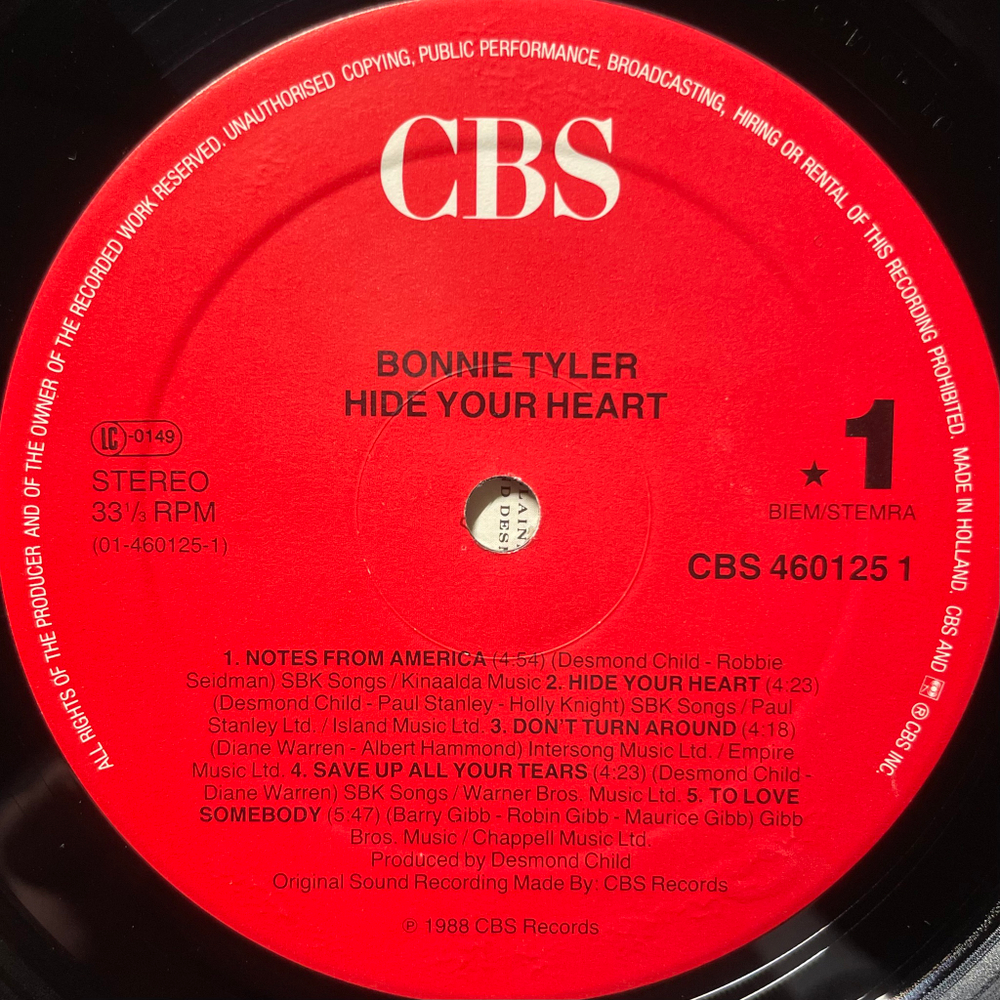 ALL RIGHTS OF THE PRODUCER AND OF THE OWNER OF THE RECORDED WORK RESERVED. UNAUTHORISED COPYING, PUBLIC PERFORMANCE, BROADCASTING, HIRING OR RENTAL OF THIS RECORDING PROHIBITED. MADE IN HOLLAND. CBS AND ® CBS INC.
CBS
BONNIE TYLER
HIDE YOUR HEART
LC-0149
STEREO
33 1/3 RPM
(01-460125-1)
★ 1
BIEM/STEMRA
CBS 460125 1
LAIN
D DES
1. NOTES FROM AMERICA (4:54) (Desmond Child - Robbie
Seidman) SBK Songs / Kinaalda Music 2. HIDE YOUR HEART (4:23)
(Desmond Child - Paul Stanley - Holly Knight) SBK Songs / Paul
Stanley Ltd. / Island Music Ltd. 3. DON'T TURN AROUND (4:18)
(Diane Warren - Albert Hammond) Intersong Music Ltd. / Empire
Music Ltd. 4. SAVE UP ALL YOUR TEARS (4:23) (Desmond Child -
Diane Warren) SBK Songs / Warner Bros. Music Ltd. 5. TO LOVE
SOMEBODY (5:47) (Barry Gibb - Robin Gibb - Maurice Gibb) Gibb
Bros. Music / Chappell Music Ltd.
Produced by Desmond Child
Original Sound Recording Made By: CBS Records
℗ 1988 CBS Records